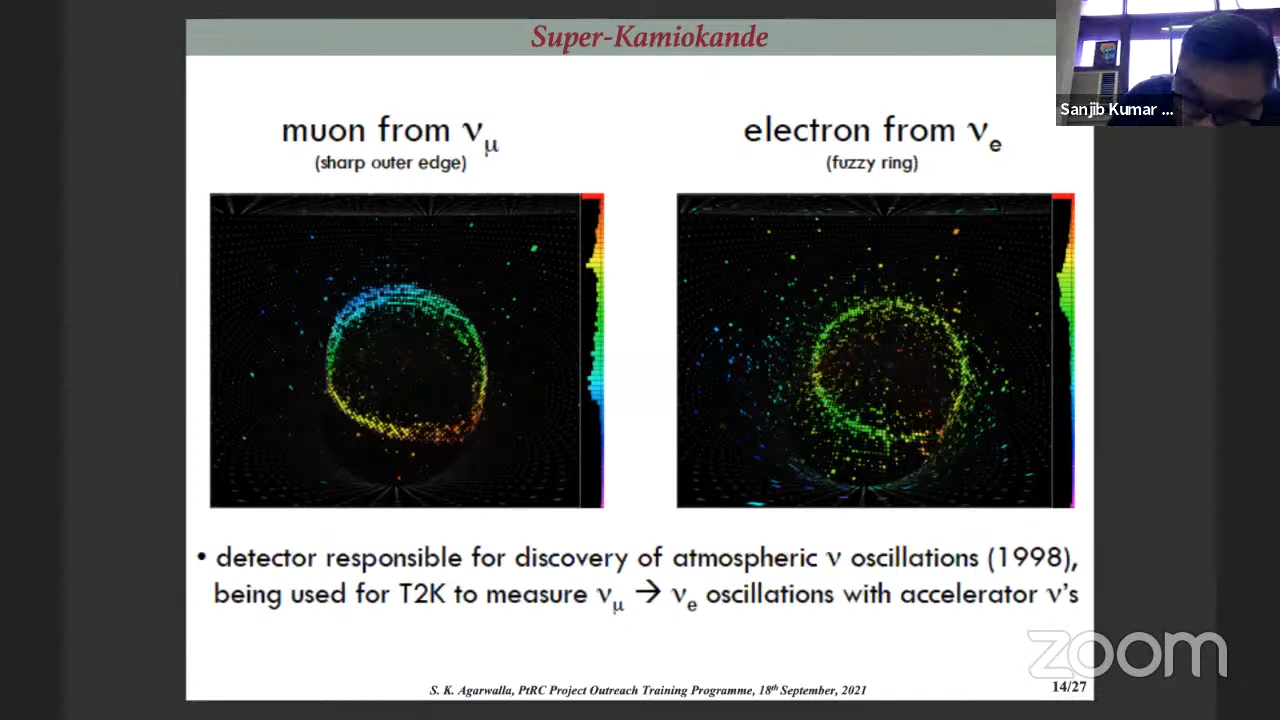 Super-Kamiokande
Sanjib Kumar ...
muon from νμ
(sharp outer edge)
electron from νe
(fuzzy ring)
• detector responsible for discovery of atmospheric ν oscillations (1998),
being used for T2K to measure νμ → νe oscillations with accelerator ν's
zoom
S. K. Agarwalla, PtRC Project Outreach Training Programme, 18th September, 2021
14/27